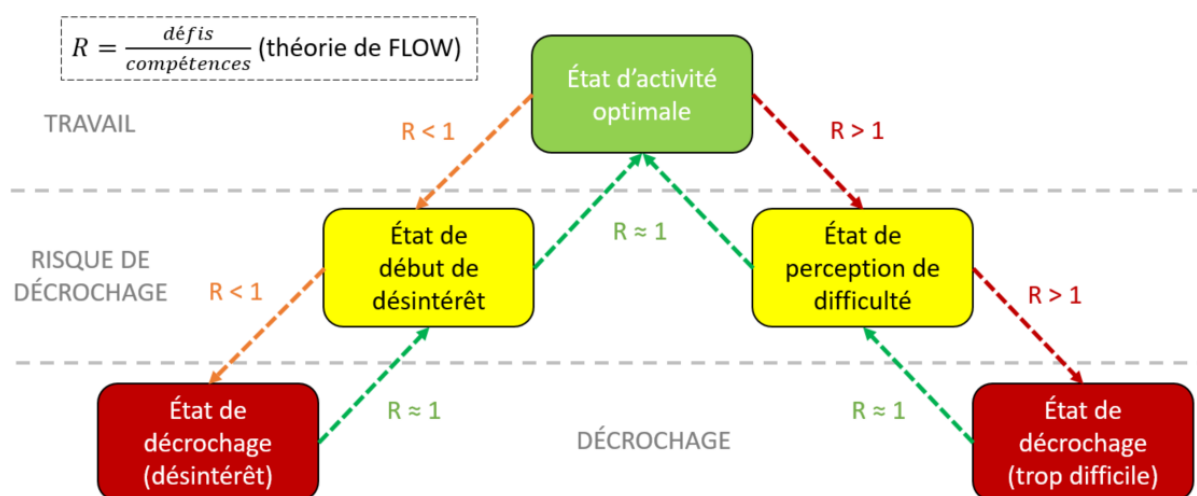 R = défis/compétences (théorie de FLOW)
État d’activité
optimale
TRAVAIL
R < 1
R > 1
État de
début de
désintérêt
R ≈ 1
État de
perception de
difficulté
RISQUE DE
DÉCROCHAGE
R < 1
R > 1
État de
décrochage
(désintérêt)
R ≈ 1
DÉCROCHAGE
R ≈ 1
État de
décrochage
(trop difficile)